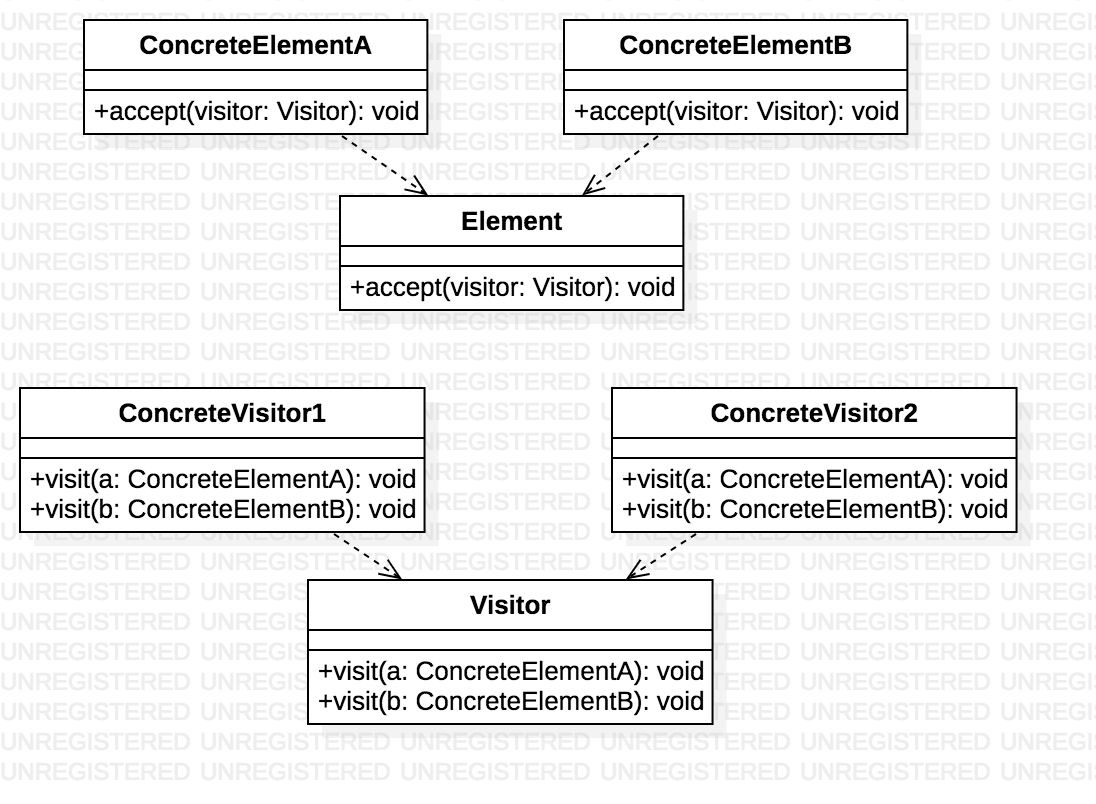 ConcreteElementA
+accept(visitor: Visitor): void
ConcreteElementB
+accept(visitor: Visitor): void
Element
+accept(visitor: Visitor): void
ConcreteVisitor1
+visit(a: ConcreteElementA): void
+visit(b: ConcreteElementB): void
ConcreteVisitor2
+visit(a: ConcreteElementA): void
+visit(b: ConcreteElementB): void
Visitor
+visit(a: ConcreteElementA): void
+visit(b: ConcreteElementB): void
UNREGISTERED